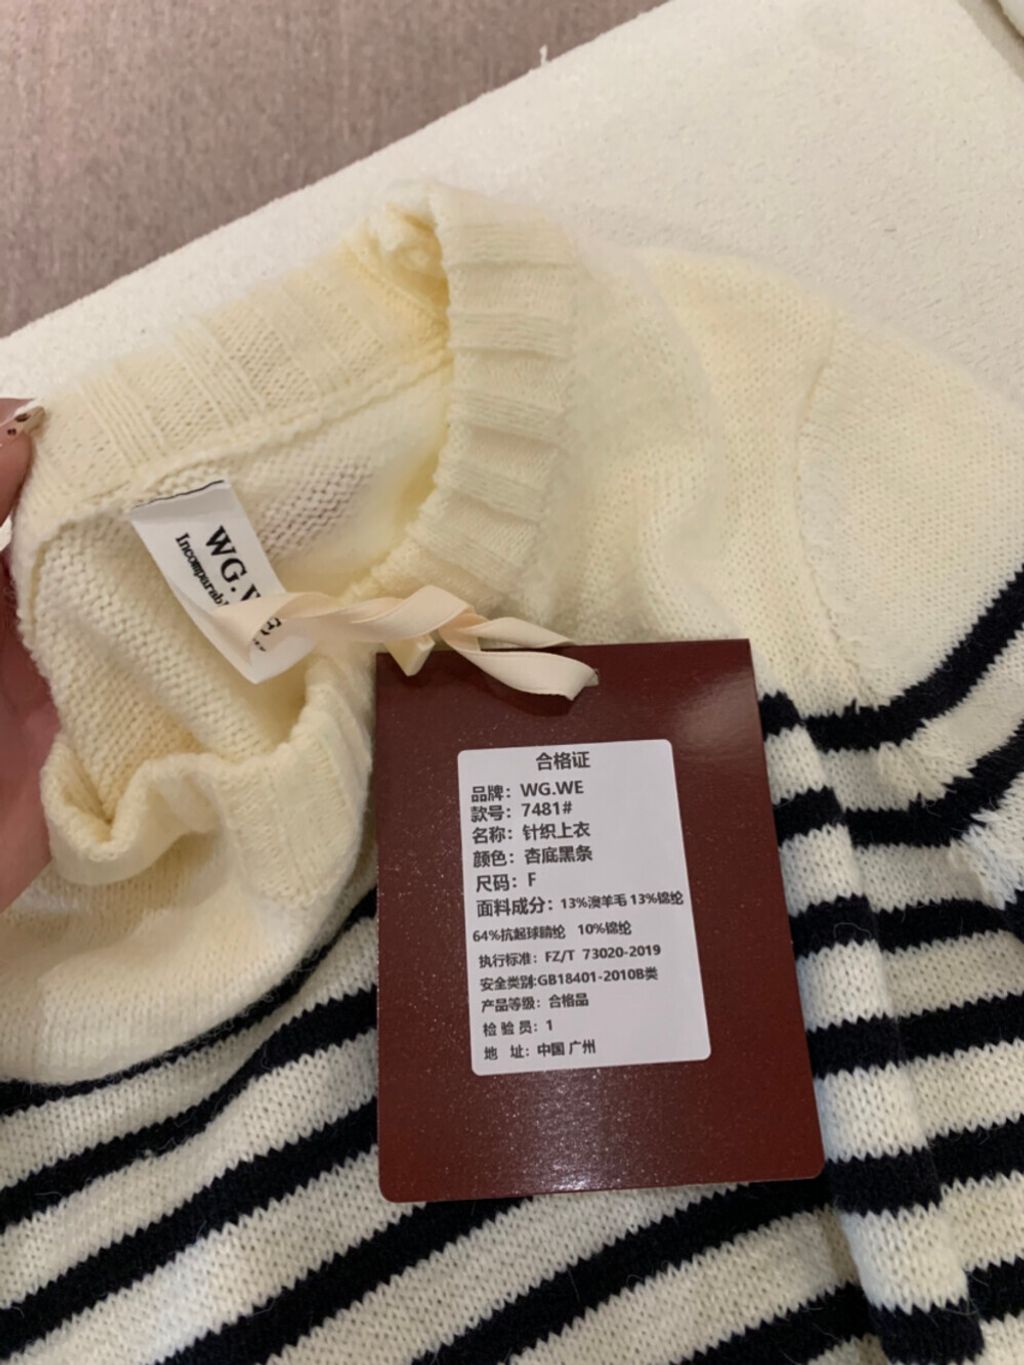 WG.
合格证
品牌：WG.WE
款号：7481#
名称：针织上衣
颜色：杏底黑条
尺码：F
面料成分：13%澳羊毛 13%锦纶
64%抗起球睛纶 10%锦纶
执行标准：FZ/T 73020-2019
安全类别:GB18401-2010B类
产品等级：合格品
检 验 员：1
地 址：中国 广州